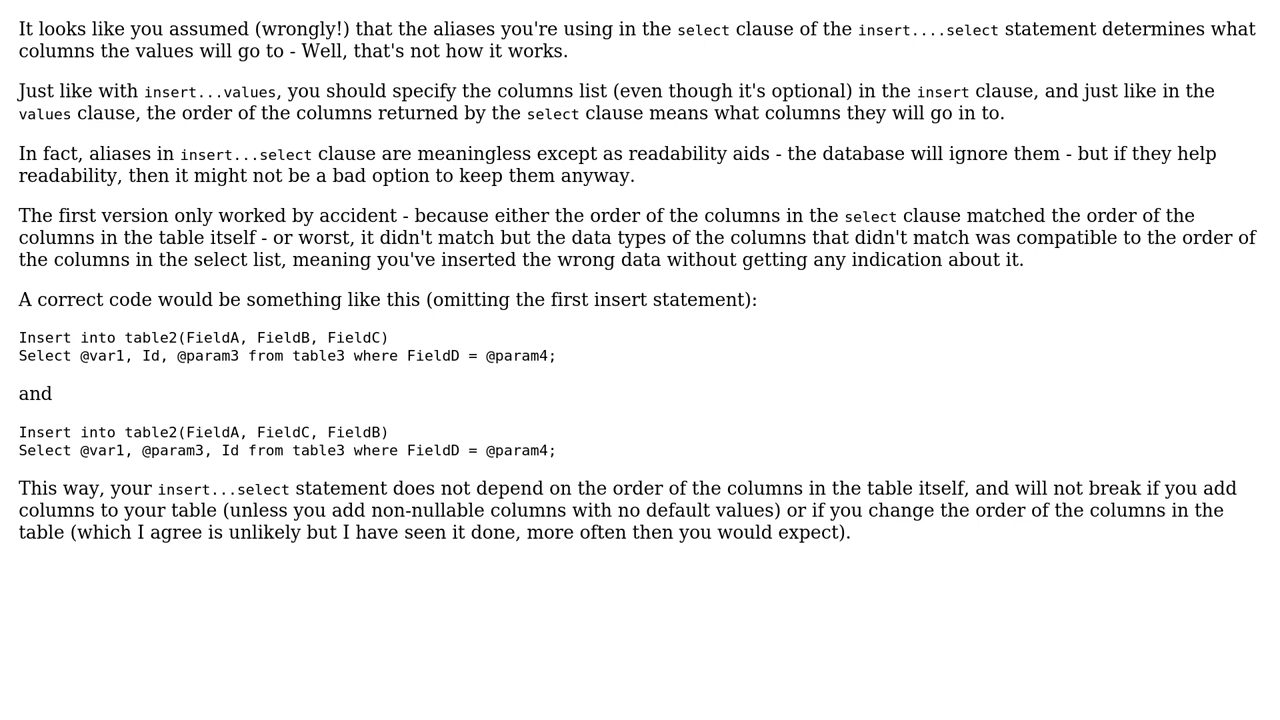 It looks like you assumed (wrongly!) that the aliases you're using in the select clause of the insert....select statement determines what
columns the values will go to - Well, that's not how it works.
Just like with insert...values, you should specify the columns list (even though it's optional) in the insert clause, and just like in the
values clause, the order of the columns returned by the select clause means what columns they will go in to.
In fact, aliases in insert...select clause are meaningless except as readability aids - the database will ignore them - but if they help
readability, then it might not be a bad option to keep them anyway.
The first version only worked by accident - because either the order of the columns in the select clause matched the order of the
columns in the table itself - or worst, it didn't match but the data types of the columns that didn't match was compatible to the order of
the columns in the select list, meaning you've inserted the wrong data without getting any indication about it.
A correct code would be something like this (omitting the first insert statement):
Insert into table2(FieldA, FieldB, FieldC)
Select @var1, Id, @param3 from table3 where FieldD = @param4;
and
Insert into table2(FieldA, FieldC, FieldB)
Select @var1, @param3, Id from table3 where FieldD = @param4;
This way, your insert...select statement does not depend on the order of the columns in the table itself, and will not break if you add
columns to your table (unless you add non-nullable columns with no default values) or if you change the order of the columns in the
table (which I agree is unlikely but I have seen it done, more often then you would expect).